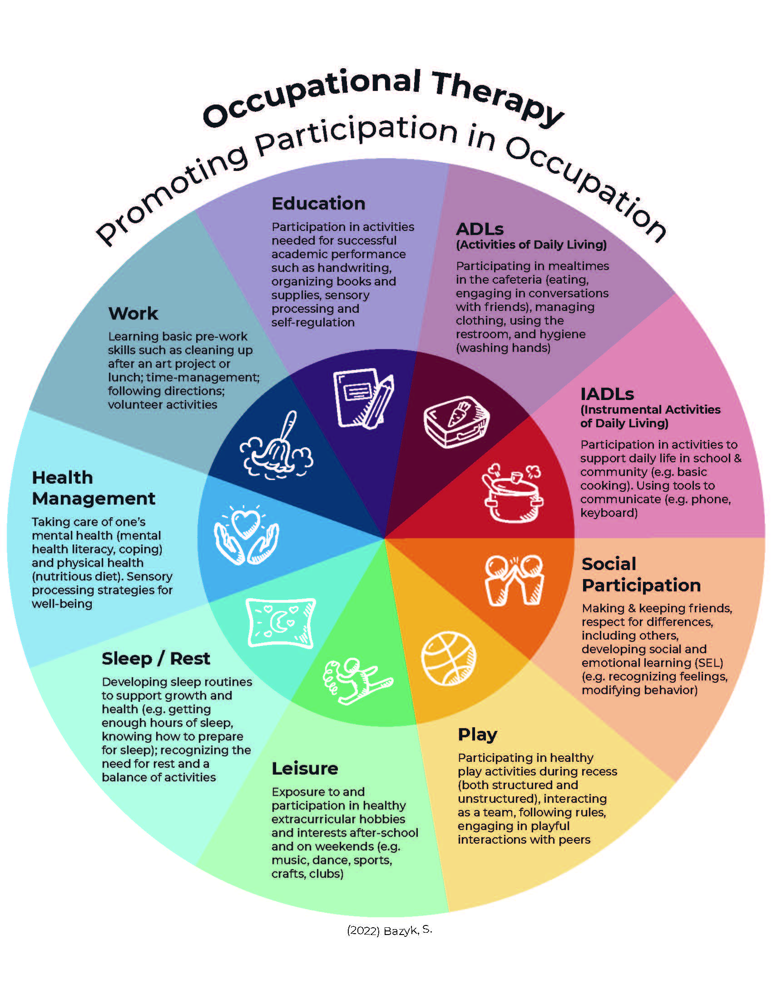 Occupational Therapy
Promoting Participation in Occupation
Education
Participation in activities
needed for successful
academic performance
such as handwriting,
organizing books and
supplies, sensory
processing and
self-regulation
ADLs
(Activities of Daily Living)
Participating in mealtimes
in the cafeteria (eating,
engaging in conversations
with friends), managing
clothing, using the
restroom, and hygiene
(washing hands)
IADLs
(Instrumental Activities
of Daily Living)
Participation in activities to
support daily life in school &
community (e.g. basic
cooking). Using tools to
communicate (e.g. phone,
keyboard)
Social
Participation
Making & keeping friends,
respect for differences,
including others,
developing social and
emotional learning (SEL)
(e.g. recognizing feelings,
modifying behavior)
Play
Participating in healthy
play activities during recess
(both structured and
unstructured), interacting
as a team, following rules,
engaging in playful
interactions with peers
Leisure
Exposure to and
participation in healthy
extracurricular hobbies
and interests after-school
and on weekends (e.g.
music, dance, sports,
crafts, clubs)
Sleep / Rest
Developing sleep routines
to support growth and
health (e.g. getting
enough hours of sleep,
knowing how to prepare
for sleep); recognizing the
need for rest and a
balance of activities
Health
Management
Taking care of one's
mental health (mental
health literacy, coping)
and physical health
(nutritious diet). Sensory
processing strategies for
well-being
Work
Learning basic pre-work
skills such as cleaning up
after an art project or
lunch; time-management;
following directions;
volunteer activities
(2022) Bazyk, S.